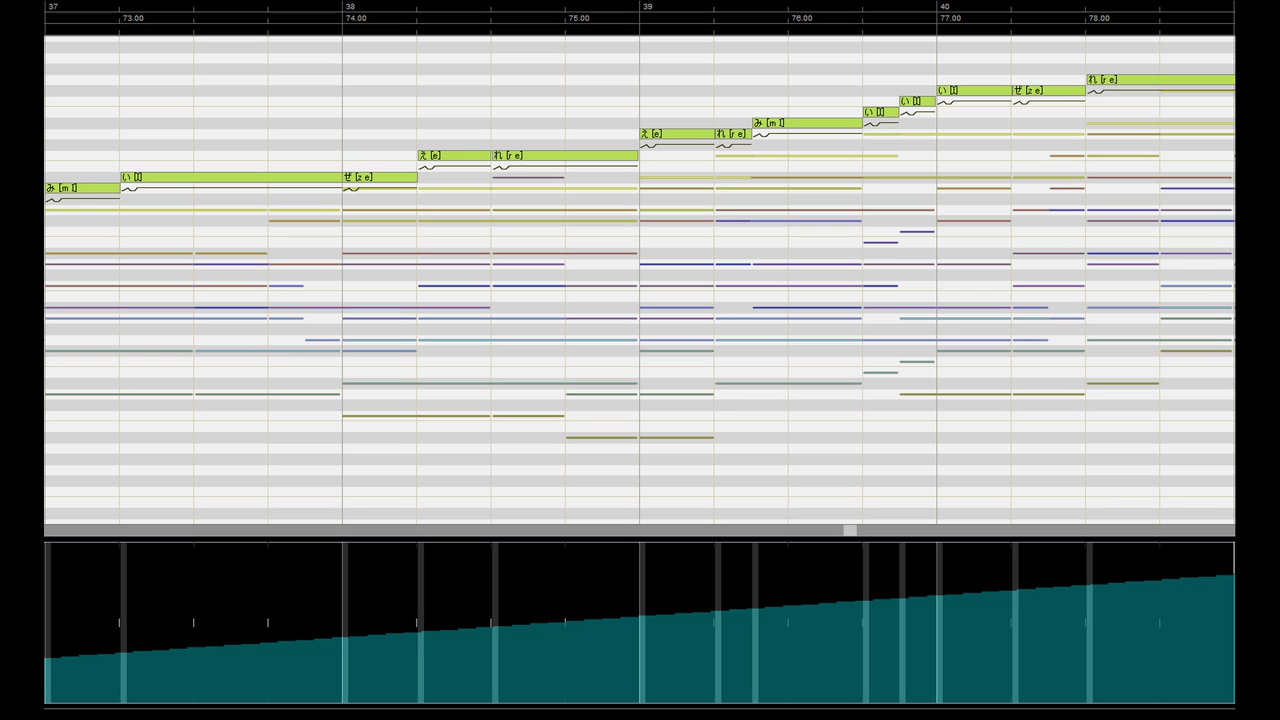 37 38 39 40
73.00 74.00 75.00 76.00 77.00 78.00
れ [r e]
い [I] ぜ [z e]
い [I]
い [I]
み [m I]
え [e] れ [r e]
え [e] れ [r e]
い [I] ぜ [z e]
み [m I]